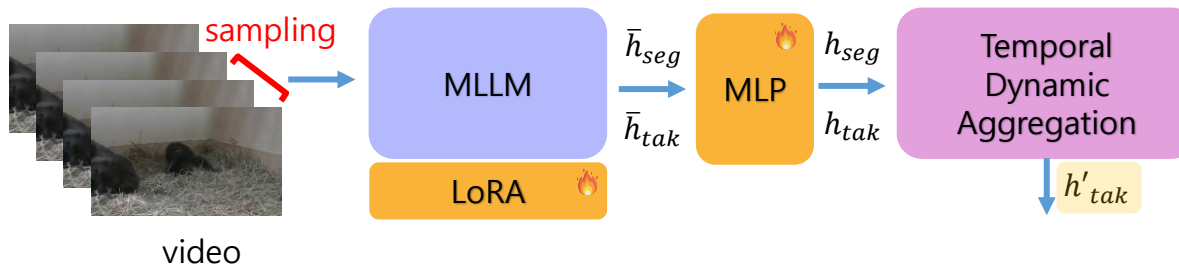 sampling
video
MLLM
LoRA
h̅_seg
h̅_tak
MLP
h_seg
h_tak
Temporal
Dynamic
Aggregation
h'_tak